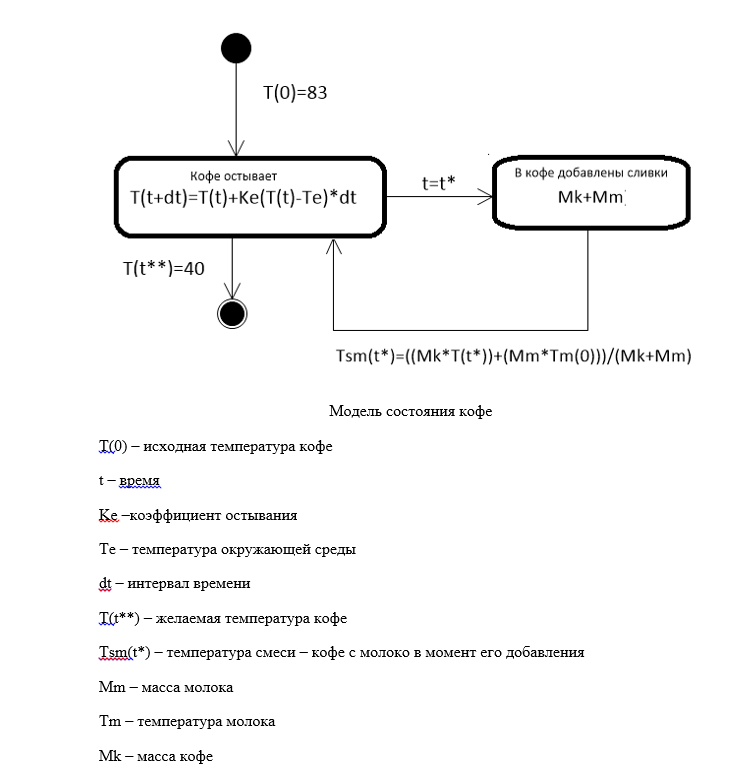 T(0)=83
Кофе остывает
T(t+dt)=T(t)+Ke(T(t)-Te)*dt
t=t*
В кофе добавлены сливки
Mk+Mm
T(t**)=40
Tsm(t*)=((Mk*T(t*))+(Mm*Tm(0)))/(Mk+Mm)
Модель состояния кофе
T(0) – исходная температура кофе
t – время
Ke –коэффициент остывания
Te – температура окружающей среды
dt – интервал времени
T(t**) – желаемая температура кофе
Tsm(t*) – температура смеси – кофе с молоко в момент его добавления
Mm – масса молока
Tm – температура молока
Mk – масса кофе